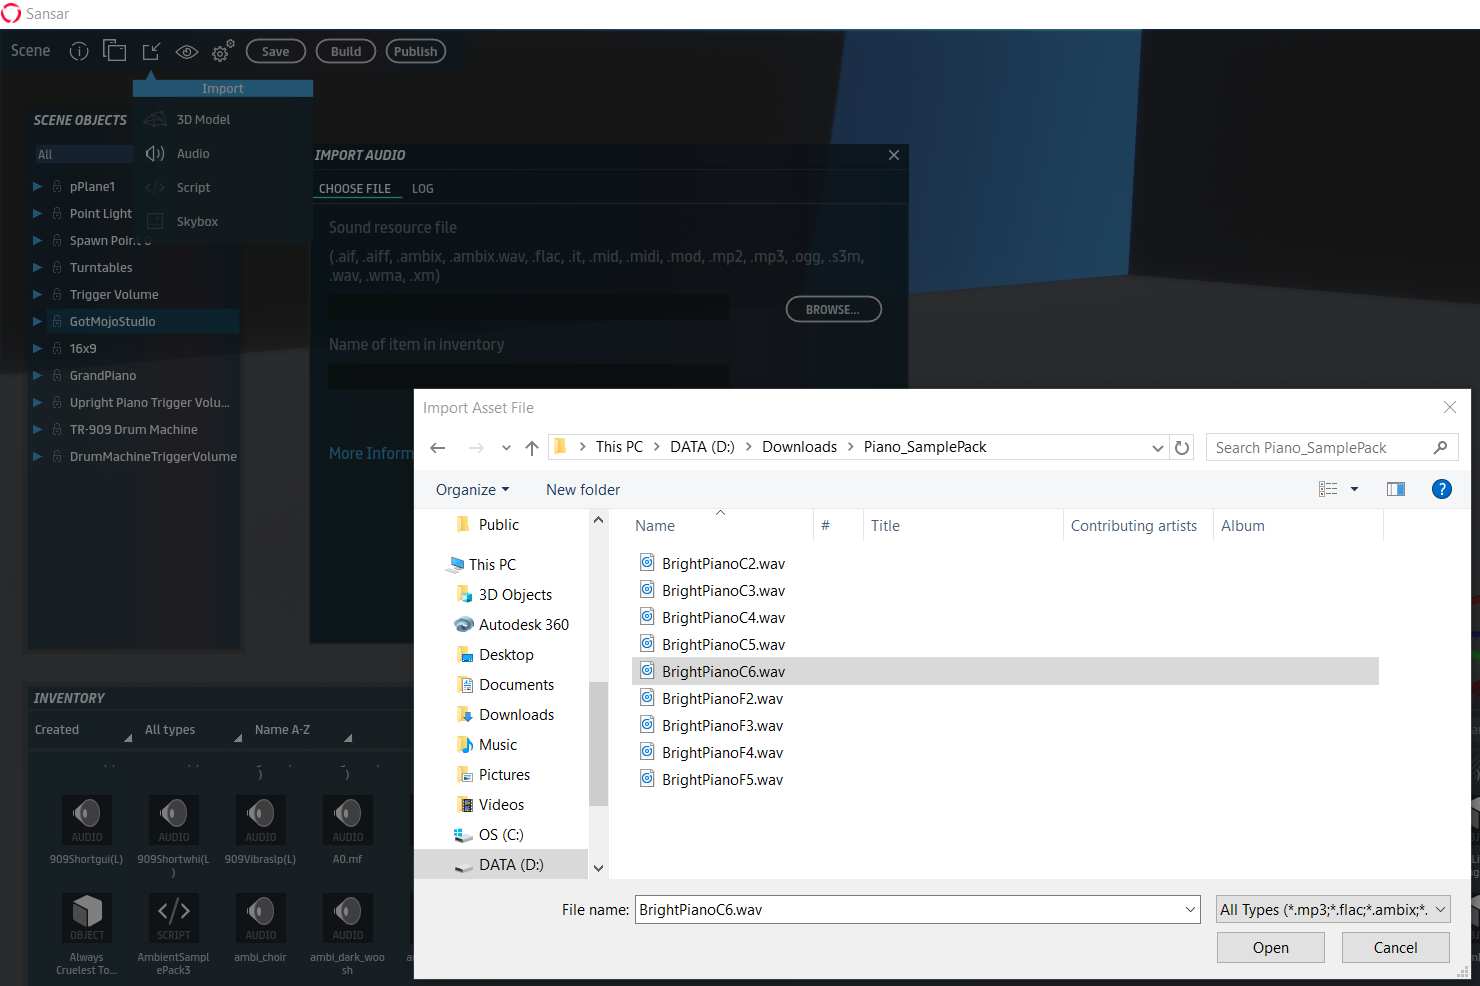 Sansar
Scene
Save
Build
Publish
Import
3D Model
Audio
Script
Skybox
SCENE OBJECTS
All
pPlane1
Point Light
Spawn Point
Turntables
Trigger Volume
GotMojoStudio
16x9
GrandPiano
Upright Piano Trigger Volu...
TR-909 Drum Machine
DrumMachineTriggerVolume
IMPORT AUDIO
CHOOSE FILE LOG
Sound resource file
(.aif, .aiff, .ambix, .ambix.wav, .flac, .it, .mid, .midi, .mod, .mp2, .mp3, .ogg, .s3m,
.wav, .wma, .xm)
BROWSE...
Name of item in inventory
More Inform
Import Asset File
This PC > DATA (D:) > Downloads > Piano_SamplePack
Search Piano_SamplePack
Organize
New folder
Public
This PC
3D Objects
Autodesk 360
Desktop
Documents
Downloads
Music
Pictures
Videos
OS (C:)
DATA (D:)
Name # Title Contributing artists Album
BrightPianoC2.wav
BrightPianoC3.wav
BrightPianoC4.wav
BrightPianoC5.wav
BrightPianoC6.wav
BrightPianoF2.wav
BrightPianoF3.wav
BrightPianoF4.wav
BrightPianoF5.wav
File name: BrightPianoC6.wav
All Types (*.mp3;*.flac;*.ambix;*.
Open
Cancel
INVENTORY
Created
All types
Name A-Z
AUDIO AUDIO AUDIO AUDIO
909Shortgui(L) 909Shortwhi(L 909Vibraslp(L) A0.mf
)
OBJECT SCRIPT AUDIO AUDIO
Always AmbientSampl ambi_choir ambi_dark_woo
Cruelest To... ePack3 sh